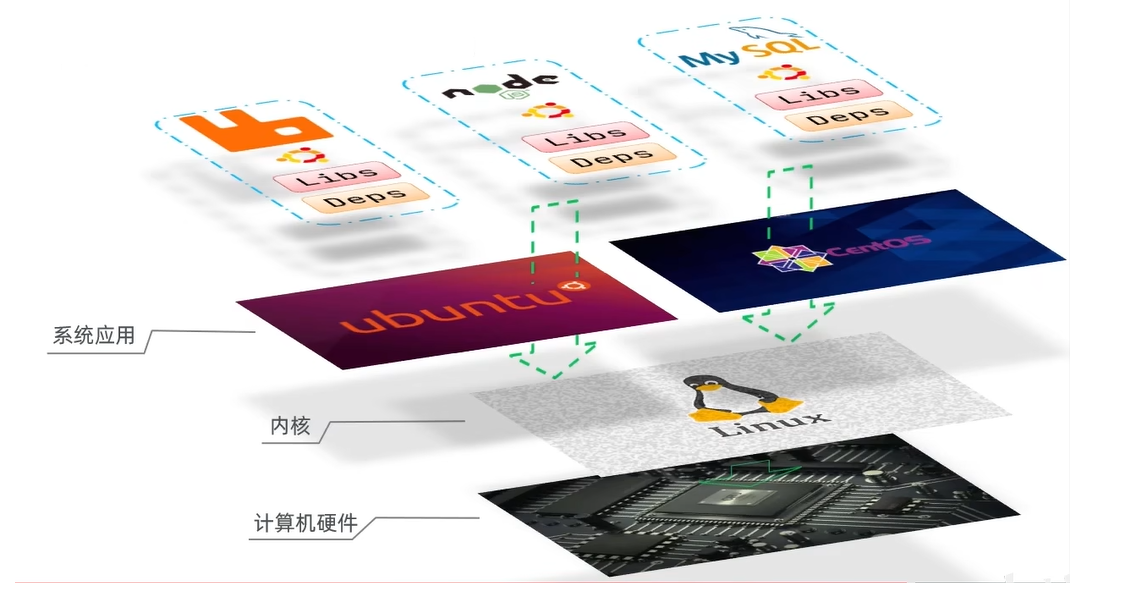 MySQL
node
JS
Libs
Deps
Libs
Deps
Libs
Deps
CentOS
ubuntu
系统应用
内核
Linux
计算机硬件